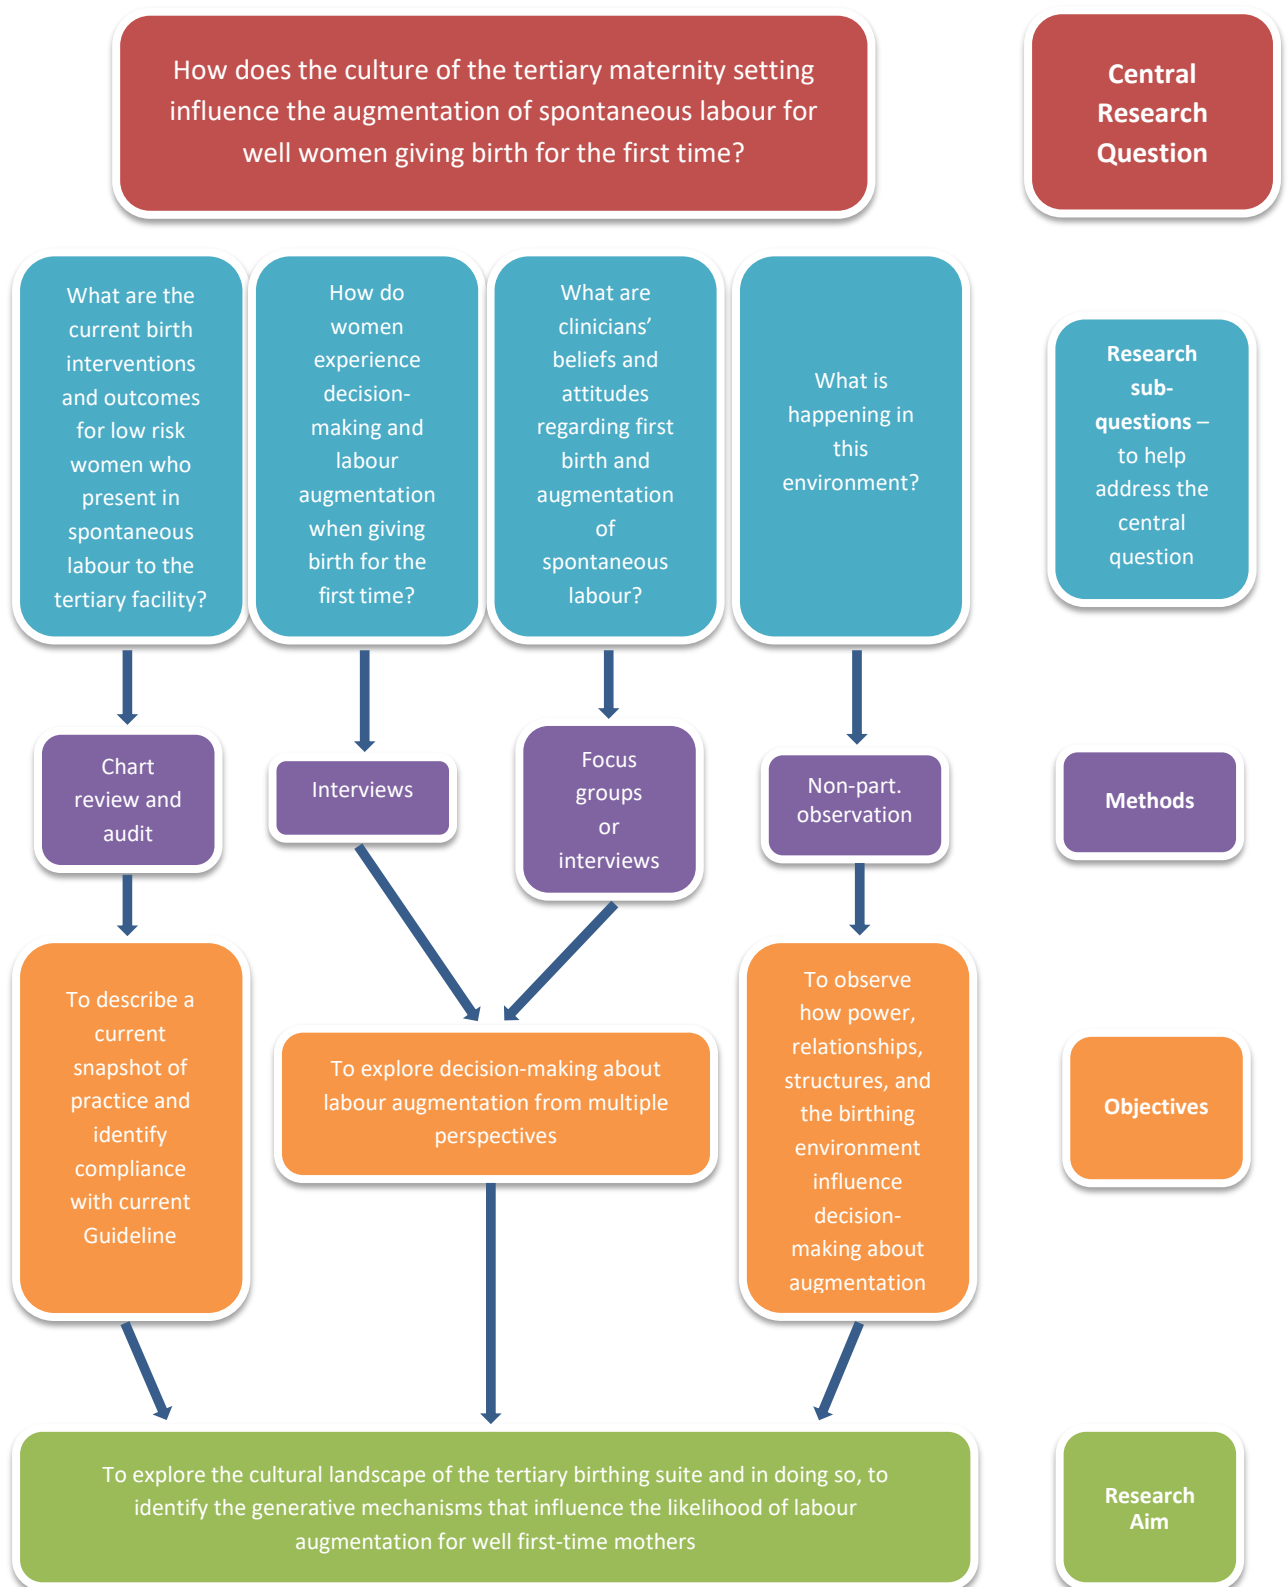 How does the culture of the tertiary maternity setting
influence the augmentation of spontaneous labour for
well women giving birth for the first time?
Central
Research
Question
What are the
current birth
interventions
and outcomes
for low risk
women who
present in
spontaneous
labour to the
tertiary facility?
How do
women
experience
decision-
making and
labour
augmentation
when giving
birth for the
first time?
What are
clinicians’
beliefs and
attitudes
regarding first
birth and
augmentation
of
spontaneous
labour?
What is
happening in
this
environment?
Research
sub-
questions –
to help
address the
central
question
Chart
review and
audit
Interviews
Focus
groups
or
interviews
Non-part.
observation
Methods
To describe a
current
snapshot of
practice and
identify
compliance
with current
Guideline
To explore decision-making about
labour augmentation from multiple
perspectives
To observe
how power,
relationships,
structures, and
the birthing
environment
influence
decision-
making about
augmentation
Objectives
To explore the cultural landscape of the tertiary birthing suite and in doing so, to
identify the generative mechanisms that influence the likelihood of labour
augmentation for well first-time mothers
Research
Aim